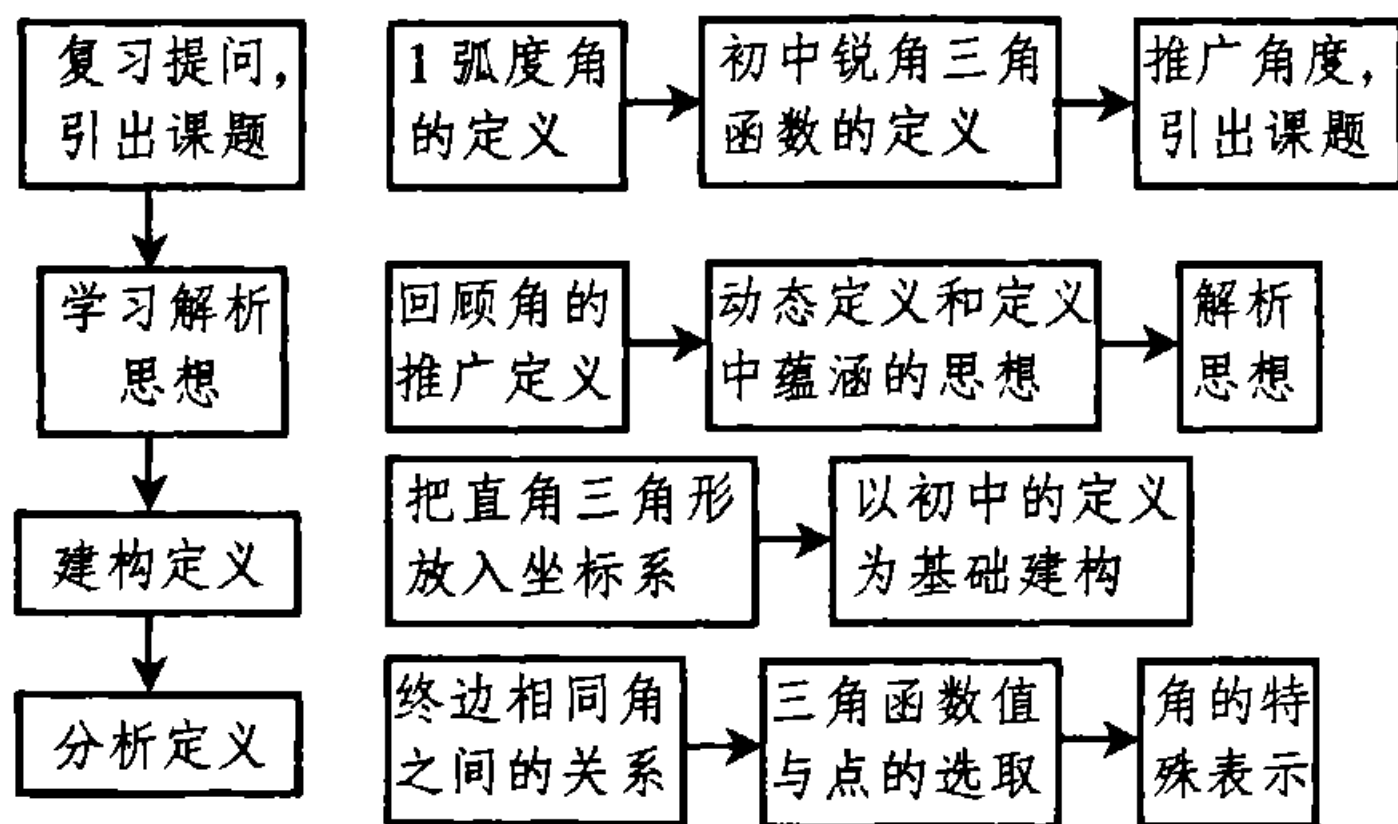 复习提问,
引出课题
1弧度角
的定义
初中锐角三角
函数的定义
推广角度,
引出课题
学习解析
思想
回顾角的
推广定义
动态定义和定义
中蕴涵的思想
解析
思想
建构定义
把直角三角形
放入坐标系
以初中的定义
为基础建构
分析定义
终边相同角
之间的关系
三角函数值
与点的选取
角的特
殊表示